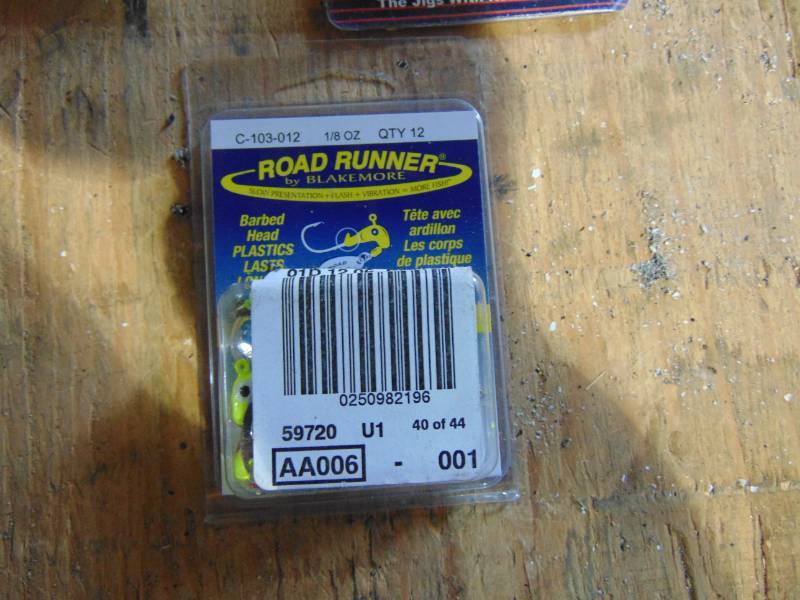 The Jigs With
C-103-012 1/8 OZ QTY 12
ROAD RUNNER®
by BLAKEMORE
SLOW PRESENTATION + FLASH + VIBRATION = MORE FISH!
Barbed
Head
PLASTICS
LASTS
Tête avec
ardillon
Les corps
de plastique
0250982196
59720 U1 40 of 44
AA006 - 001